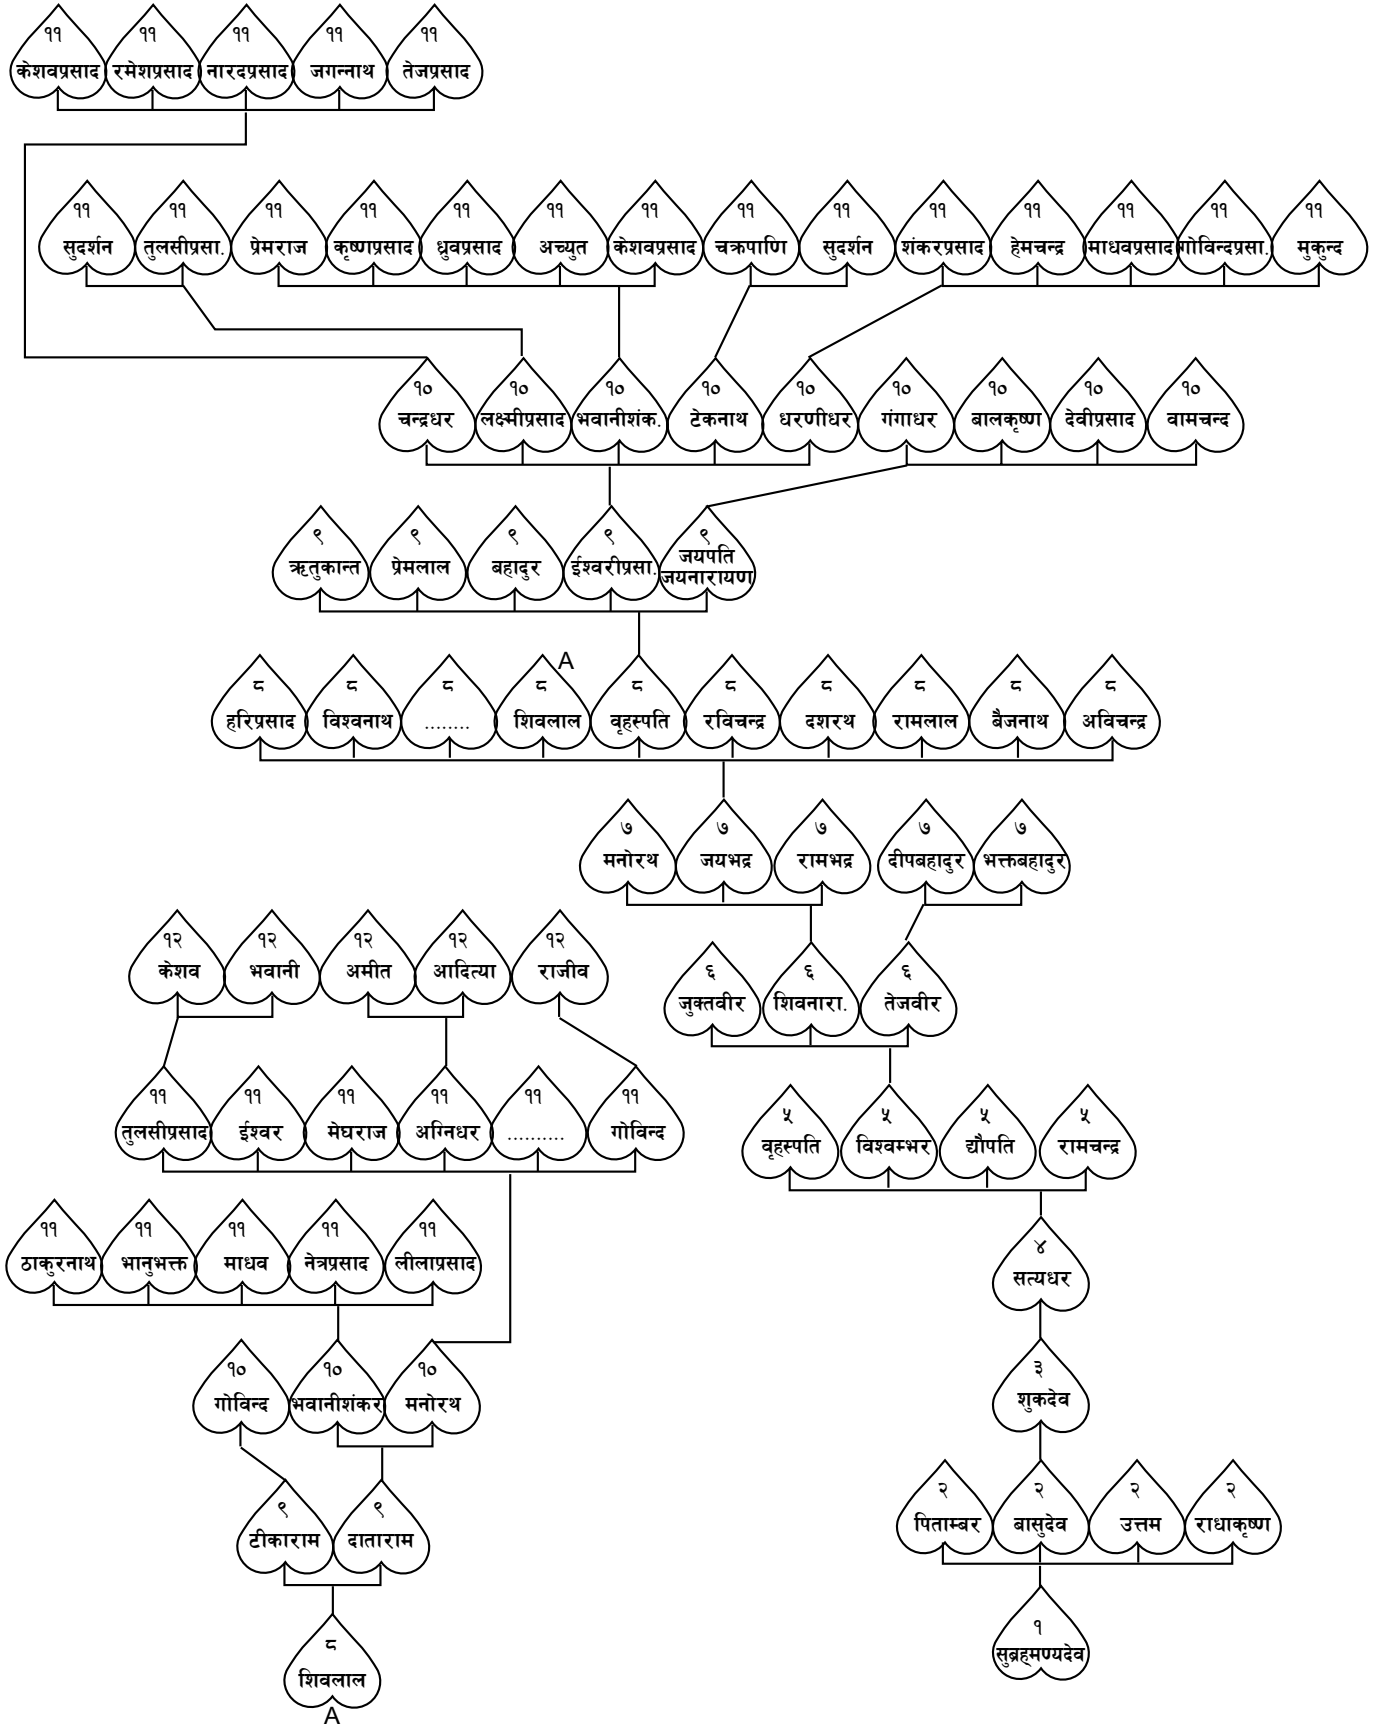 ११ ११ ११ ११ ११
केशवप्रसाद रमेशप्रसाद नारदप्रसाद जगन्नाथ तेजप्रसाद
११ ११ ११ ११ ११ ११ ११ ११ ११ ११ ११ ११ ११ ११
सुदर्शन तुलसीप्रसा. प्रेमराज कृष्णप्रसाद ध्रुवप्रसाद अच्युत केशवप्रसाद चक्रपाणि सुदर्शन शंकरप्रसाद हेमचन्द्र माधवप्रसाद गोविन्दप्रसा. मुकुन्द
१० १० १० १० १० १० १० १० १०
चन्द्रधर लक्ष्मीप्रसाद भवानीशंक. टेकनाथ धरणीधर गंगाधर बालकृष्ण देवीप्रसाद वामचन्द
९ ९ ९ ९ ९
ऋतुकान्त प्रेमलाल बहादुर ईश्वरीप्रसा. जयपति
जयनारायण
A
८ ८ ८ ८ ८ ८ ८ ८ ८ ८
हरिप्रसाद विश्वनाथ ........ शिवलाल वृहस्पति रविचन्द्र दशरथ रामलाल बैजनाथ अविचन्द्र
७ ७ ७ ७ ७
मनोरथ जयभद्र रामभद्र दीपबहादुर भक्तबहादुर
१२ १२ १२ १२ १२
केशव भवानी अमीत आदित्या राजीव
६ ६ ६
जुक्तवीर शिवनारा. तेजवीर
११ ११ ११ ११ ११ ११
तुलसीप्रसाद ईश्वर मेघराज अग्निधर .......... गोविन्द
५ ५ ५ ५
वृहस्पति विश्वम्भर द्यौपति रामचन्द्र
११ ११ ११ ११ ११
ठाकुरनाथ भानुभक्त माधव नेत्रप्रसाद लीलाप्रसाद
४
सत्यधर
१० १० १०
गोविन्द भवानीशंकर मनोरथ
३
शुकदेव
९ ९
टीकाराम दाताराम
२ २ २ २
पिताम्बर बासुदेव उत्तम राधाकृष्ण
८
शिवलाल
A
१
सुब्रह्मण्यदेव